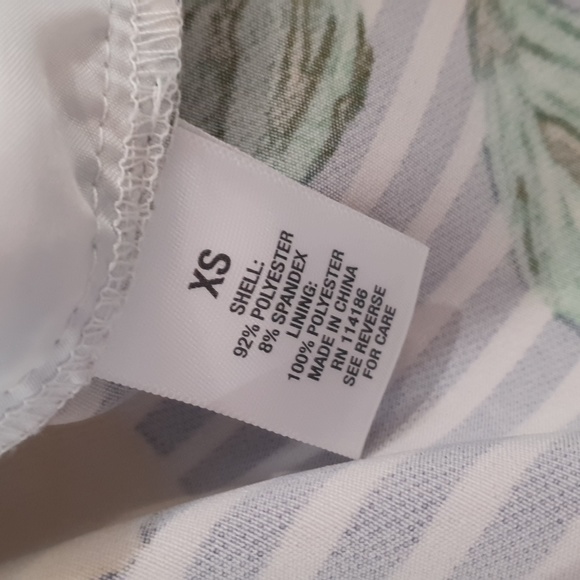 XS
SHELL:
92% POLYESTER
8% SPANDEX
LINING:
100% POLYESTER
MADE IN CHINA
RN 114186
SEE REVERSE
FOR CARE